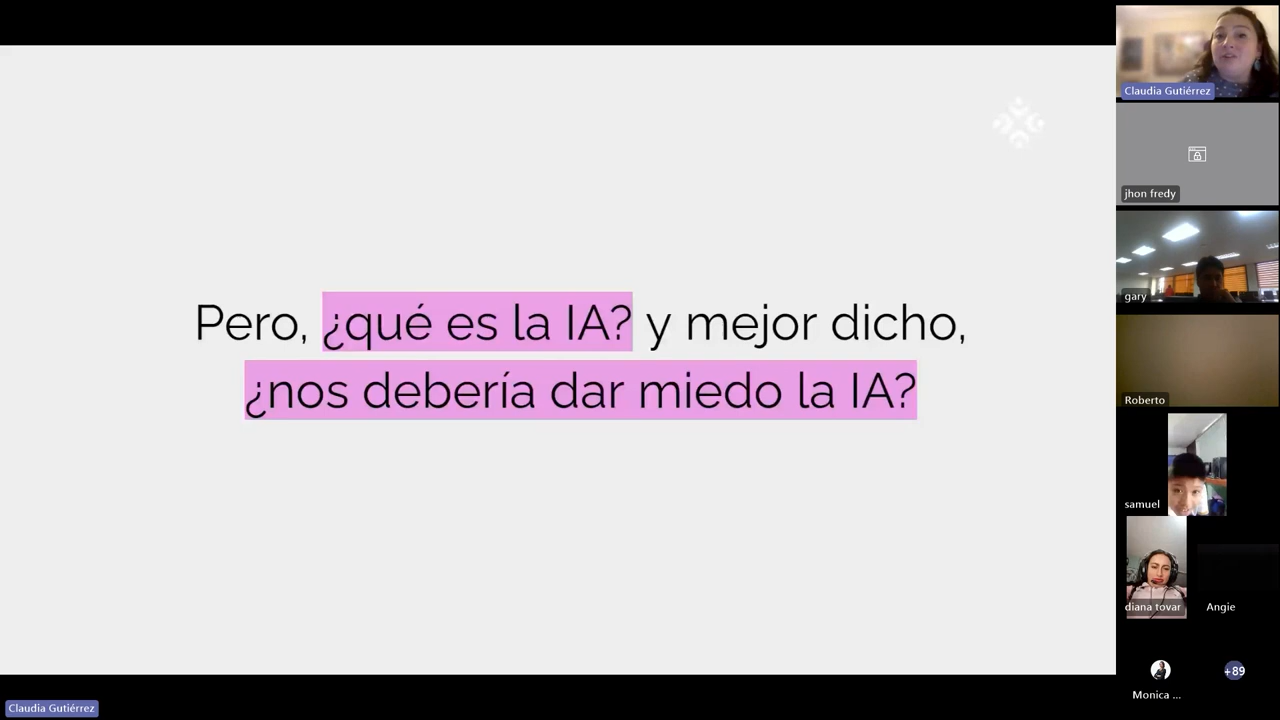 Pero, ¿qué es la IA? y mejor dicho,
¿nos debería dar miedo la IA?
Claudia Gutiérrez
jhon fredy
gary
Roberto
samuel
diana tovar
Angie
Monica ...
+89
Claudia Gutiérrez